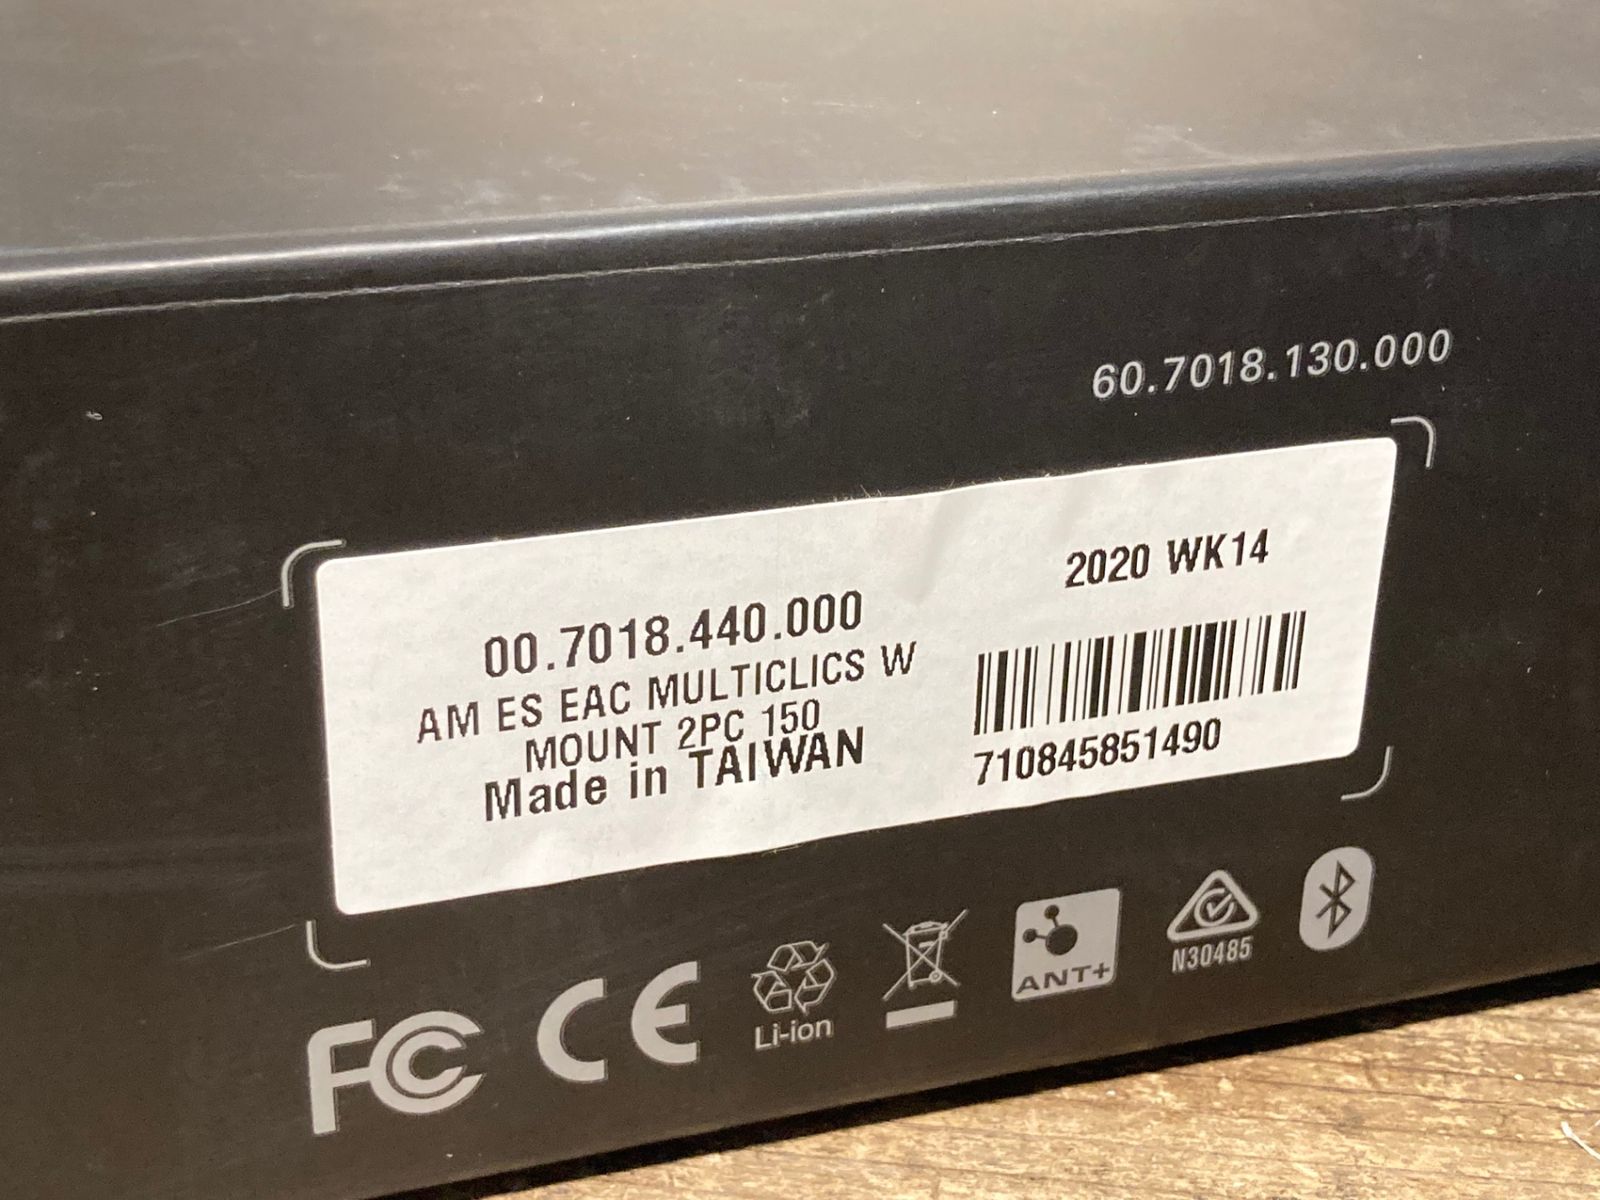 60.7018.130.000
2020 WK14
00.7018.440.000
AM ES EAC MULTICLICS W
MOUNT 2PC 150
Made in TAIWAN
710845851490
FC CE Li-ion ANT+ N30485